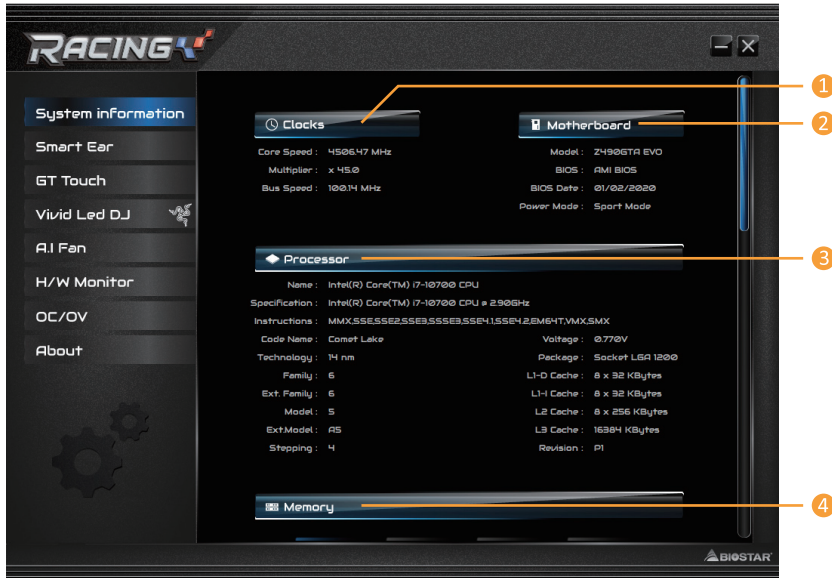 RACING
System information
Smart Ear
GT Touch
Vivid Led DJ
A.I Fan
H/W Monitor
OC/OV
About
Clocks
Core Speed : 4506.47 MHz
Multiplier : x 45.0
Bus Speed : 100.14 MHz
Motherboard
Model : Z490GTA EVO
BIOS : AMI BIOS
BIOS Date : 01/02/2020
Power Mode : Sport Mode
Processor
Name : Intel(R) Core(TM) i7-10700 CPU
Specification : Intel(R) Core(TM) i7-10700 CPU @ 2.90GHz
Instructions : MMX,SSE,SSE2,SSE3,SSSE3,SSE4.1,SSE4.2,EM64T,VMX,SMX
Code Name : Comet Lake
Technology : 14 nm
Family : 6
Ext. Family : 6
Model : 5
Ext.Model : A5
Stepping : 4
Voltage : 0.770V
Package : Socket LGA 1200
L1-D Cache : 8 x 32 KBytes
L1-I Cache : 8 x 32 KBytes
L2 Cache : 8 x 256 KBytes
L3 Cache : 16384 KBytes
Revision : P1
Memory
BIOSTAR
1
2
3
4